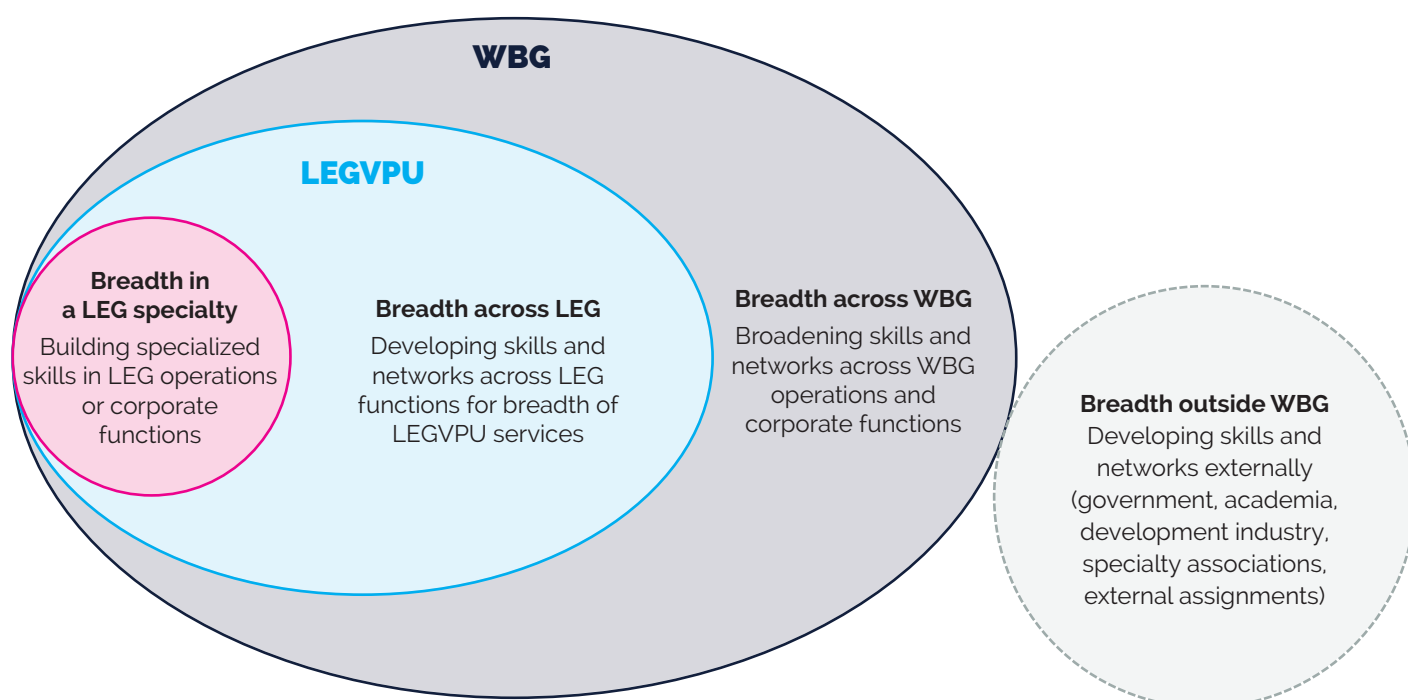 WBG
LEGVPU
Breadth in
a LEG specialty
Building specialized
skills in LEG operations
or corporate
functions
Breadth across LEG
Developing skills and
networks across LEG
functions for breadth of
LEGVPU services
Breadth across WBG
Broadening skills and
networks across WBG
operations and
corporate functions
Breadth outside WBG
Developing skills and
networks externally
(government, academia,
development industry,
specialty associations,
external assignments)